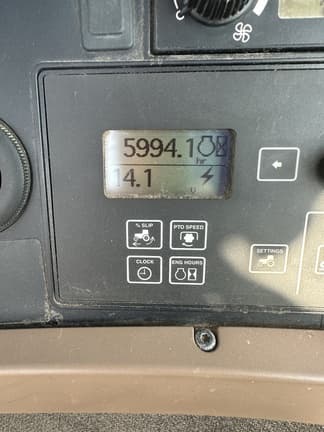 5994.1
hr
14.1
% SLIP
PTO SPEED
CLOCK
ENG HOURS
SETTINGS